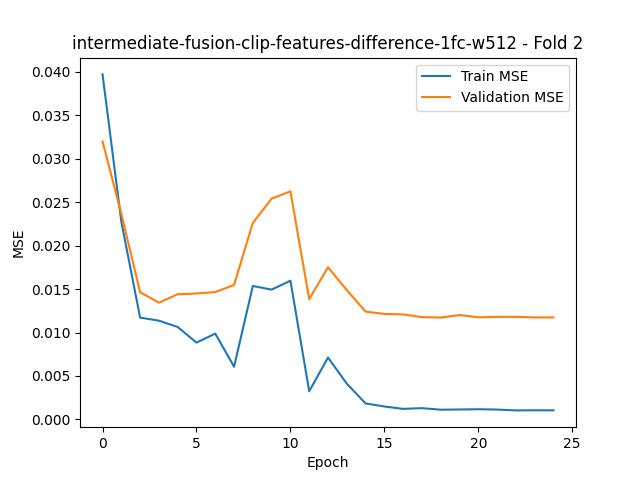 intermediate-fusion-clip-features-difference-1fc-w512 - Fold 2
Train MSE
Validation MSE
0.040
0.035
0.030
0.025
0.020
0.015
0.010
0.005
0.000
MSE
0 5 10 15 20 25
Epoch